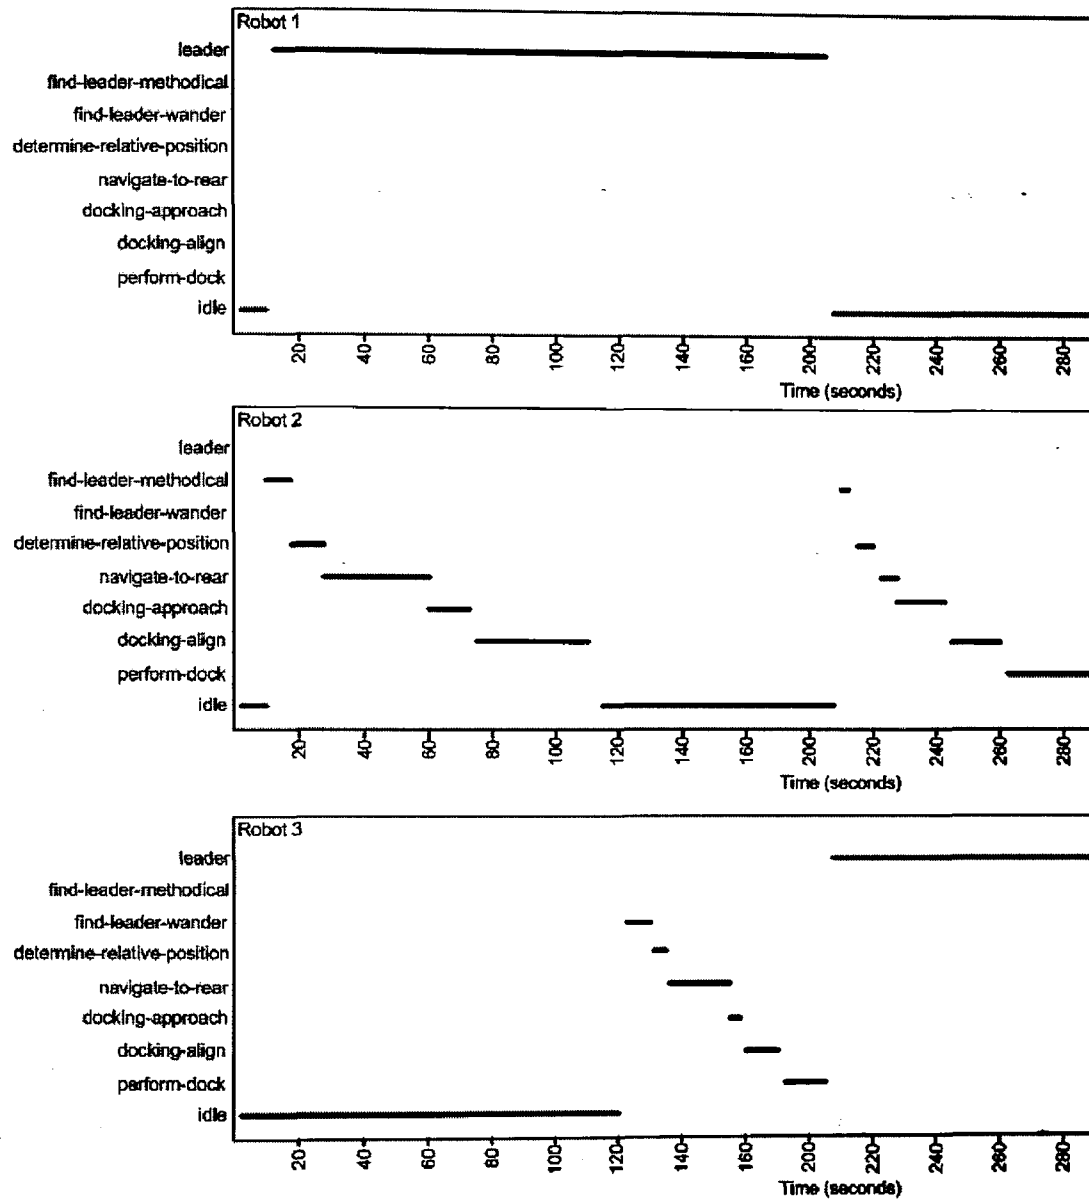 Robot 1
leader
find-leader-methodical
find-leader-wander
determine-relative-position
navigate-to-rear
docking-approach
docking-align
perform-dock
idle
20 40 60 80 100 120 140 160 180 200 220 240 260 280
Time (seconds)
Robot 2
leader
find-leader-methodical
find-leader-wander
determine-relative-position
navigate-to-rear
docking-approach
docking-align
perform-dock
idle
20 40 60 80 100 120 140 160 180 200 220 240 260 280
Time (seconds)
Robot 3
leader
find-leader-methodical
find-leader-wander
determine-relative-position
navigate-to-rear
docking-approach
docking-align
perform-dock
idle
20 40 60 80 100 120 140 160 180 200 220 240 260 280
Time (seconds)